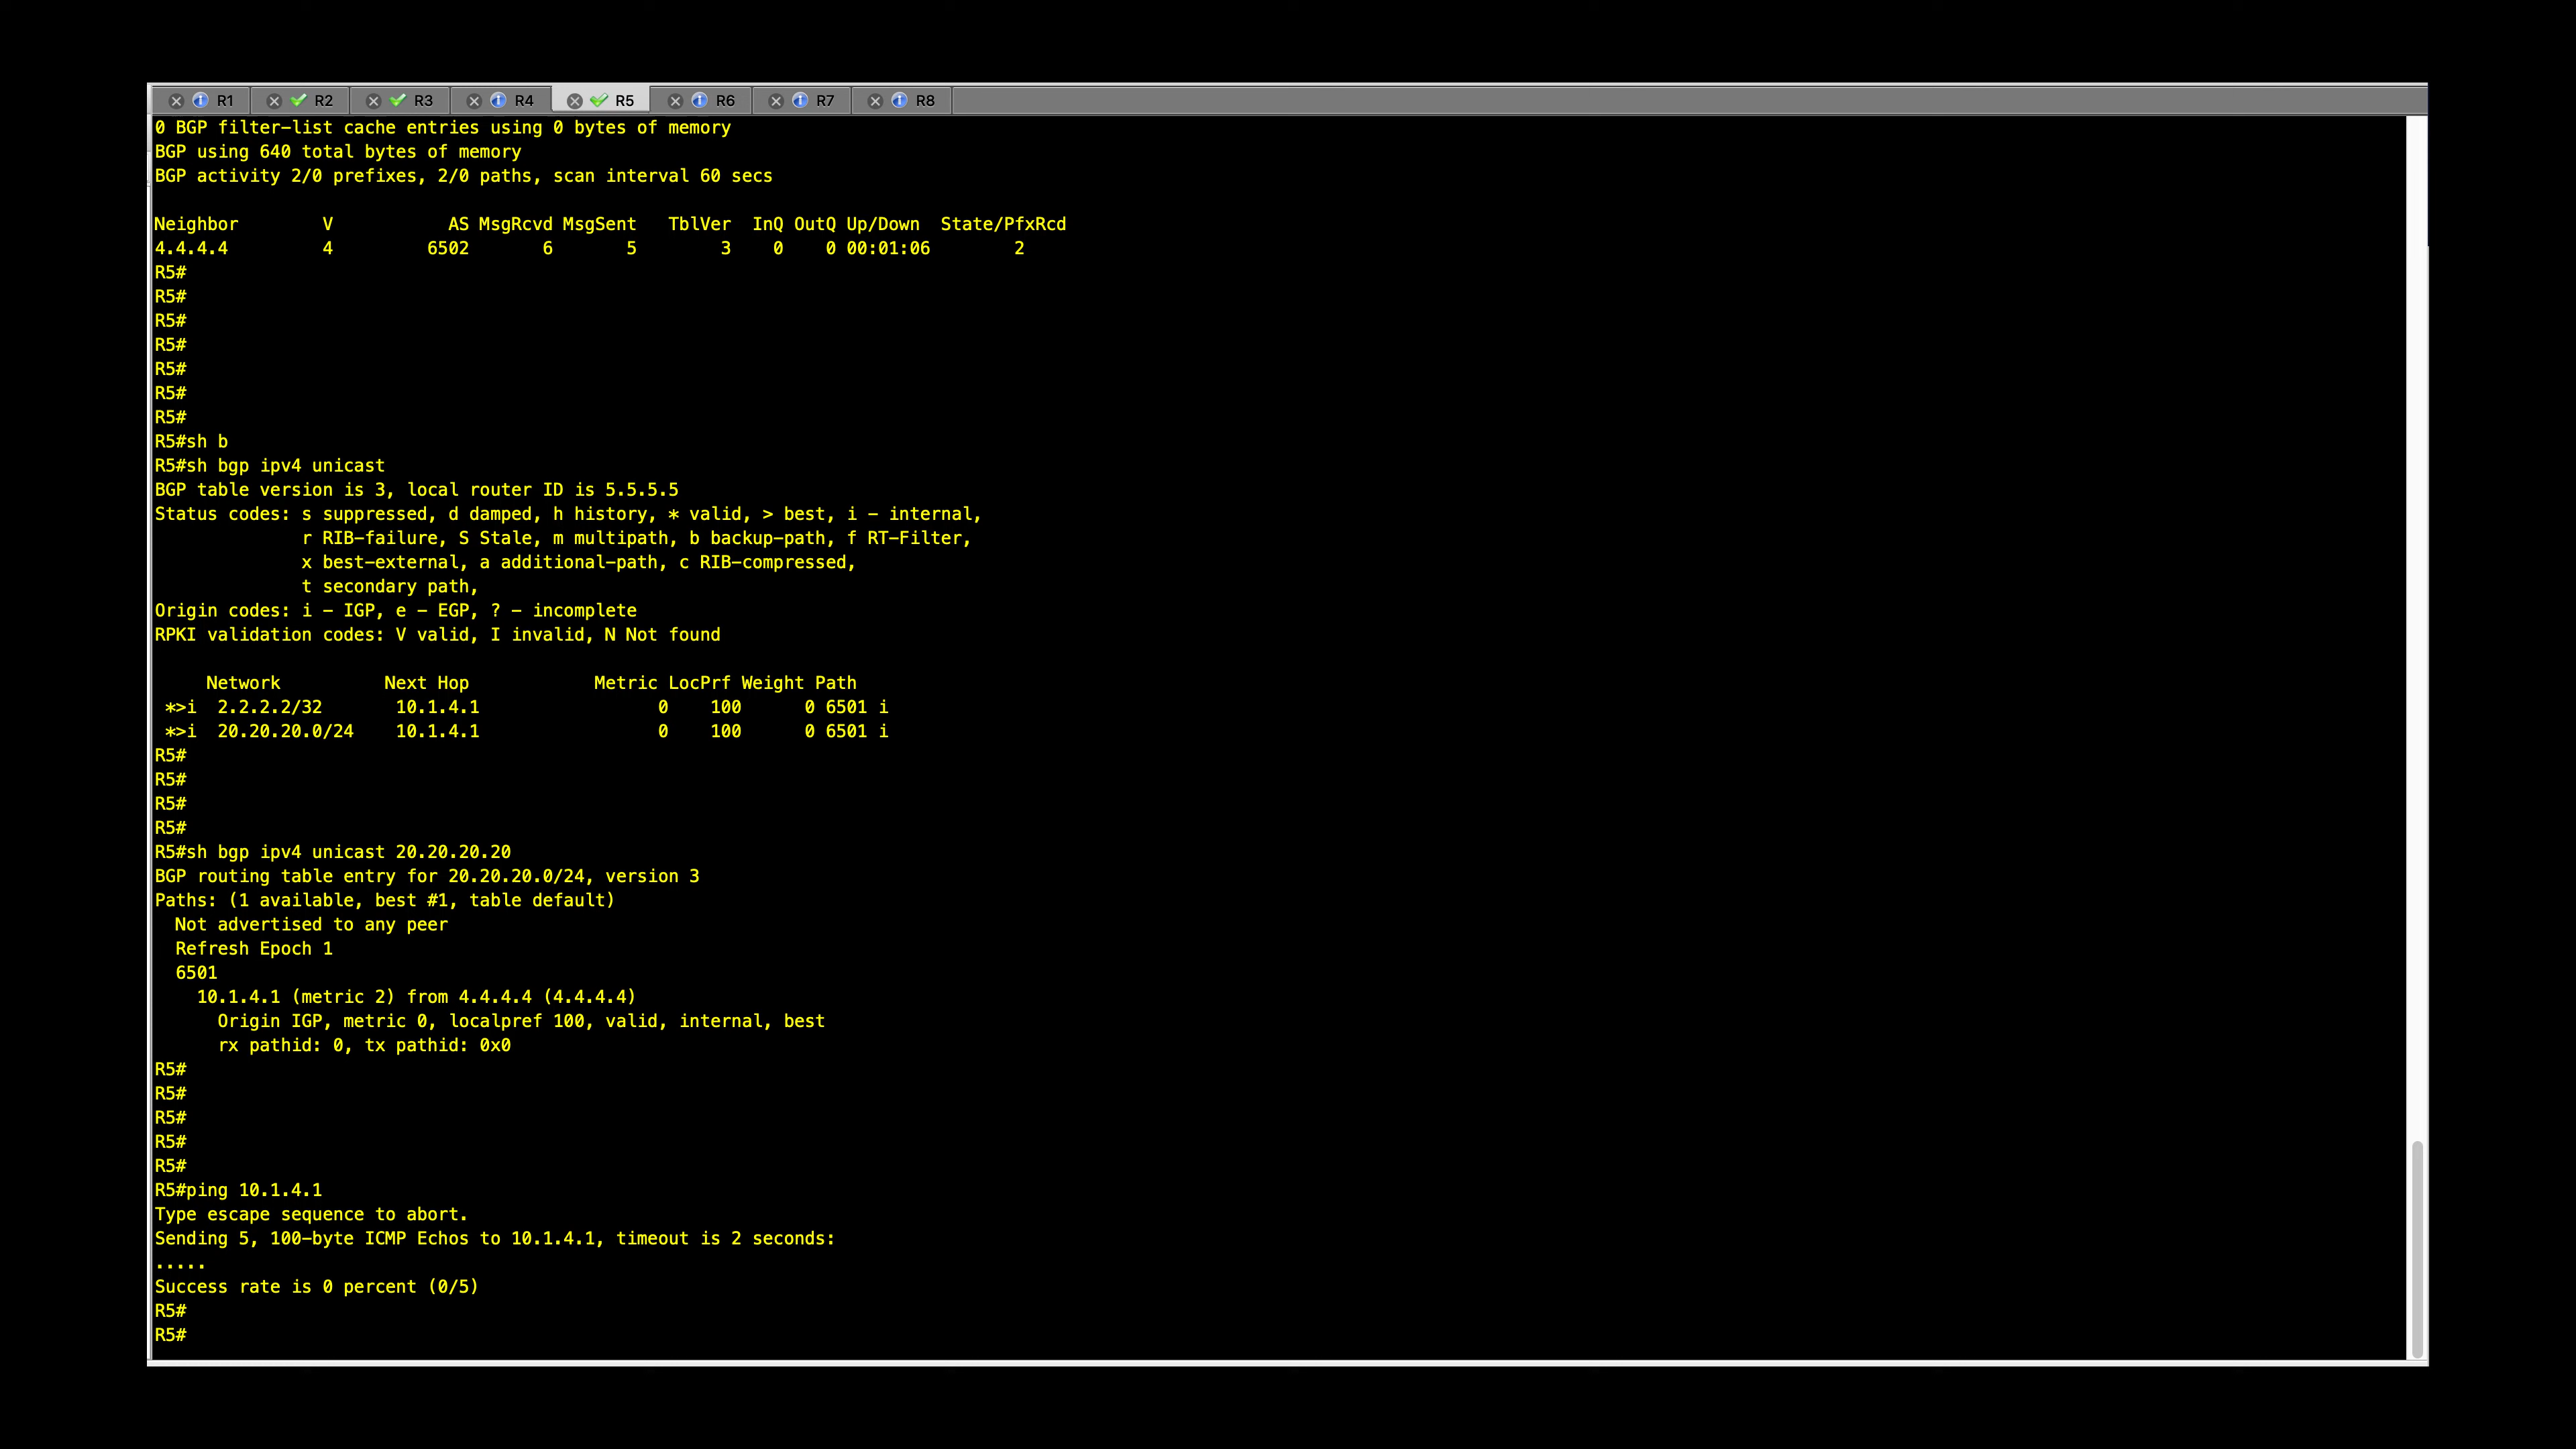 R1 R2 R3 R4 R5 R6 R7 R8
0 BGP filter-list cache entries using 0 bytes of memory
BGP using 640 total bytes of memory
BGP activity 2/0 prefixes, 2/0 paths, scan interval 60 secs
Neighbor        V           AS MsgRcvd MsgSent   TblVer  InQ OutQ Up/Down  State/PfxRcd
4.4.4.4         4         6502       6       5        3    0    0 00:01:06        2
R5#
R5#
R5#
R5#
R5#
R5#
R5#
R5#sh b
R5#sh bgp ipv4 unicast
BGP table version is 3, local router ID is 5.5.5.5
Status codes: s suppressed, d damped, h history, * valid, > best, i - internal,
              r RIB-failure, S Stale, m multipath, b backup-path, f RT-Filter,
              x best-external, a additional-path, c RIB-compressed,
              t secondary path,
Origin codes: i - IGP, e - EGP, ? - incomplete
RPKI validation codes: V valid, I invalid, N Not found
     Network          Next Hop            Metric LocPrf Weight Path
 *>i  2.2.2.2/32       10.1.4.1                 0    100      0 6501 i
 *>i  20.20.20.0/24    10.1.4.1                 0    100      0 6501 i
R5#
R5#
R5#
R5#
R5#sh bgp ipv4 unicast 20.20.20.20
BGP routing table entry for 20.20.20.0/24, version 3
Paths: (1 available, best #1, table default)
  Not advertised to any peer
  Refresh Epoch 1
  6501
    10.1.4.1 (metric 2) from 4.4.4.4 (4.4.4.4)
      Origin IGP, metric 0, localpref 100, valid, internal, best
      rx pathid: 0, tx pathid: 0x0
R5#
R5#
R5#
R5#
R5#
R5#ping 10.1.4.1
Type escape sequence to abort.
Sending 5, 100-byte ICMP Echos to 10.1.4.1, timeout is 2 seconds:
.....
Success rate is 0 percent (0/5)
R5#
R5#